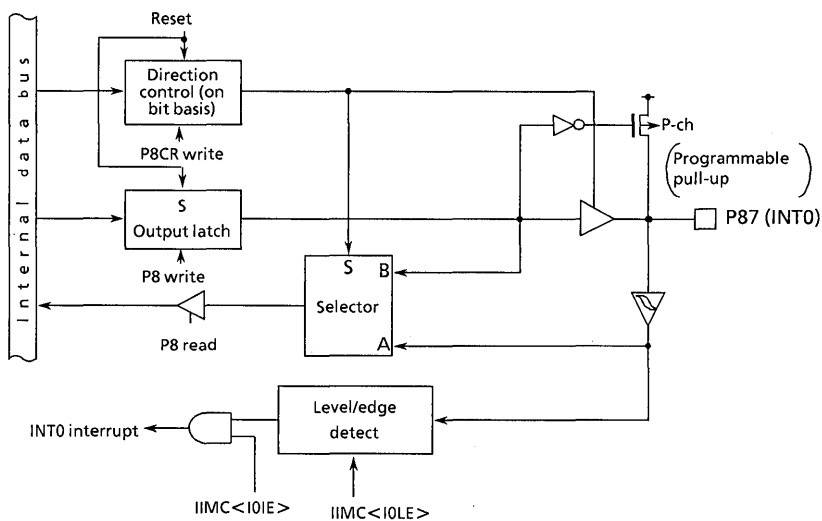 Reset
Internal data bus
Direction
control (on
bit basis)
P-ch
P8CR write
(Programmable
pull-up)
S
Output latch
P87 (INT0)
P8 write
S
B
Selector
A
P8 read
Level/edge
detect
INT0 interrupt
IIMC<I0IE>
IIMC<I0LE>